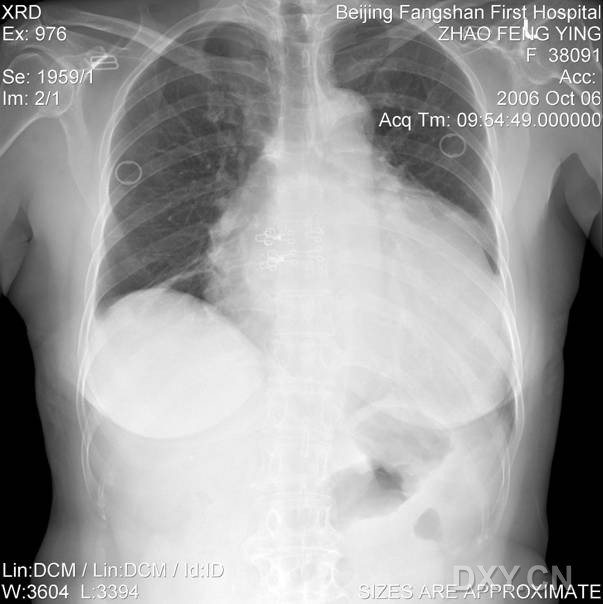 XRD
Ex: 976
Se: 1959/1
Im: 2/1
Beijing Fangshan First Hospital
ZHAO FENG YING
F 38091
Acc:
2006 Oct 06
Acq Tm: 09:54:49.000000
Lin:DCM / Lin:DCM / Id:ID
W:3604 L:3394
DXY.CN
SIZES ARE APPROXIMATE